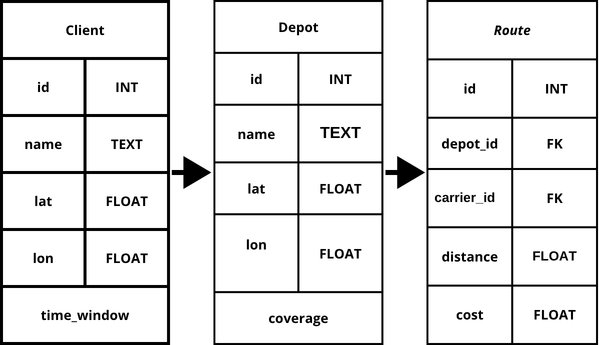 Client
id INT
name TEXT
lat FLOAT
lon FLOAT
time_window
Depot
id INT
name TEXT
lat FLOAT
lon FLOAT
coverage
Route
id INT
depot_id FK
carrier_id FK
distance FLOAT
cost FLOAT